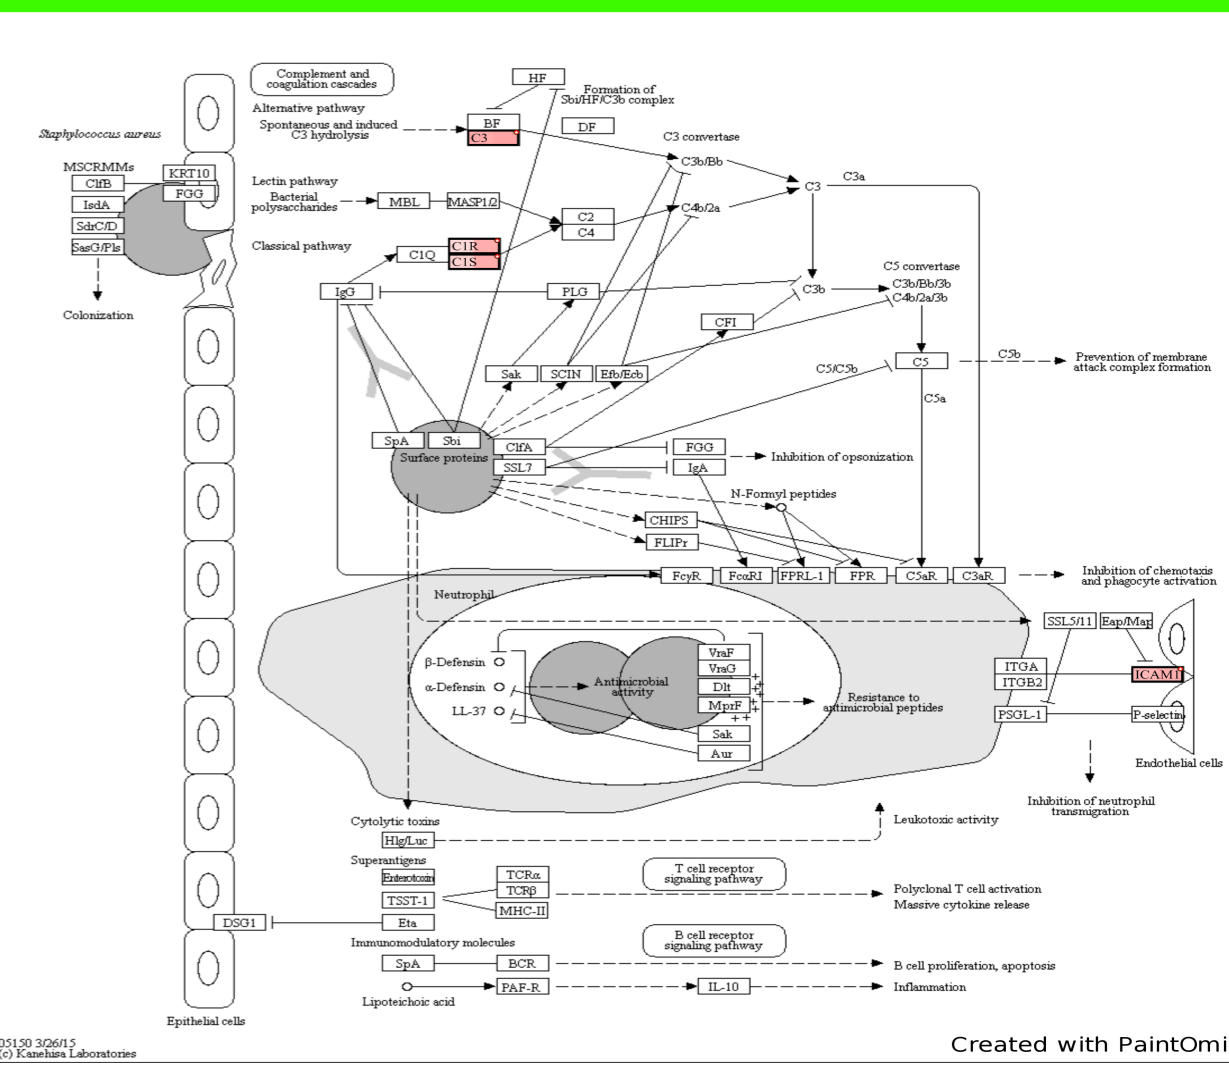 Complement and
coagulation cascades
HF
Formation of
Sbi/HF/C3b complex
Alternative pathway
Spontaneous and induced
C3 hydrolysis
BF
C3
DF
C3 convertase
Staphylococcus aureus
MSCRMMs
ClfB
IsdA
SdrC/D
SasG/Pls
KRT10
FGG
Colonization
Lectin pathway
Bacterial
polysaccharides
MBL
MASP1/2
C2
C4
C3b/Bb
C4b/2a
C3
C3a
Classical pathway
C1Q
C1R
C1S
IgG
PLG
C3b
C5 convertase
C3b/Bb/3b
C4b/2a/3b
CFI
C5
C5b
Prevention of membrane
attack complex formation
C5/C5b
C5a
Sak
SCIN
Efb/Ecb
SpA
Sbi
Surface proteins
ClfA
SSL7
FGG
IgA
Inhibition of opsonization
N-Formyl peptides
CHIPS
FLIPr
FcγR
FcαRI
FPRL-1
FPR
C5aR
C3aR
Inhibition of chemotaxis
and phagocyte activation
Neutrophil
SSL5/11
Eap/Map
ITGA
ITGB2
ICAM1
PSGL-1
P-selectin
Endothelial cells
β-Defensin
α-Defensin
LL-37
Antimicrobial
activity
VraF
VraG
Dlt
MprF
+
+
+
+
+
+ +
Sak
Aur
Resistance to
antimicrobial peptides
Inhibition of neutrophil
transmigration
Cytolytic toxins
Hlg/Luc
Leukotoxic activity
Superantigens
Enterotoxin
TSST-1
TCRα
TCRβ
MHC-II
T cell receptor
signaling pathway
Polyclonal T cell activation
Massive cytokine release
DSG1
Eta
Immunomodulatory molecules
B cell receptor
signaling pathway
SpA
BCR
B cell proliferation, apoptosis
Lipoteichoic acid
PAF-R
IL-10
Inflammation
Epithelial cells
05150 3/26/15
(c) Kanehisa Laboratories
Created with PaintOmi